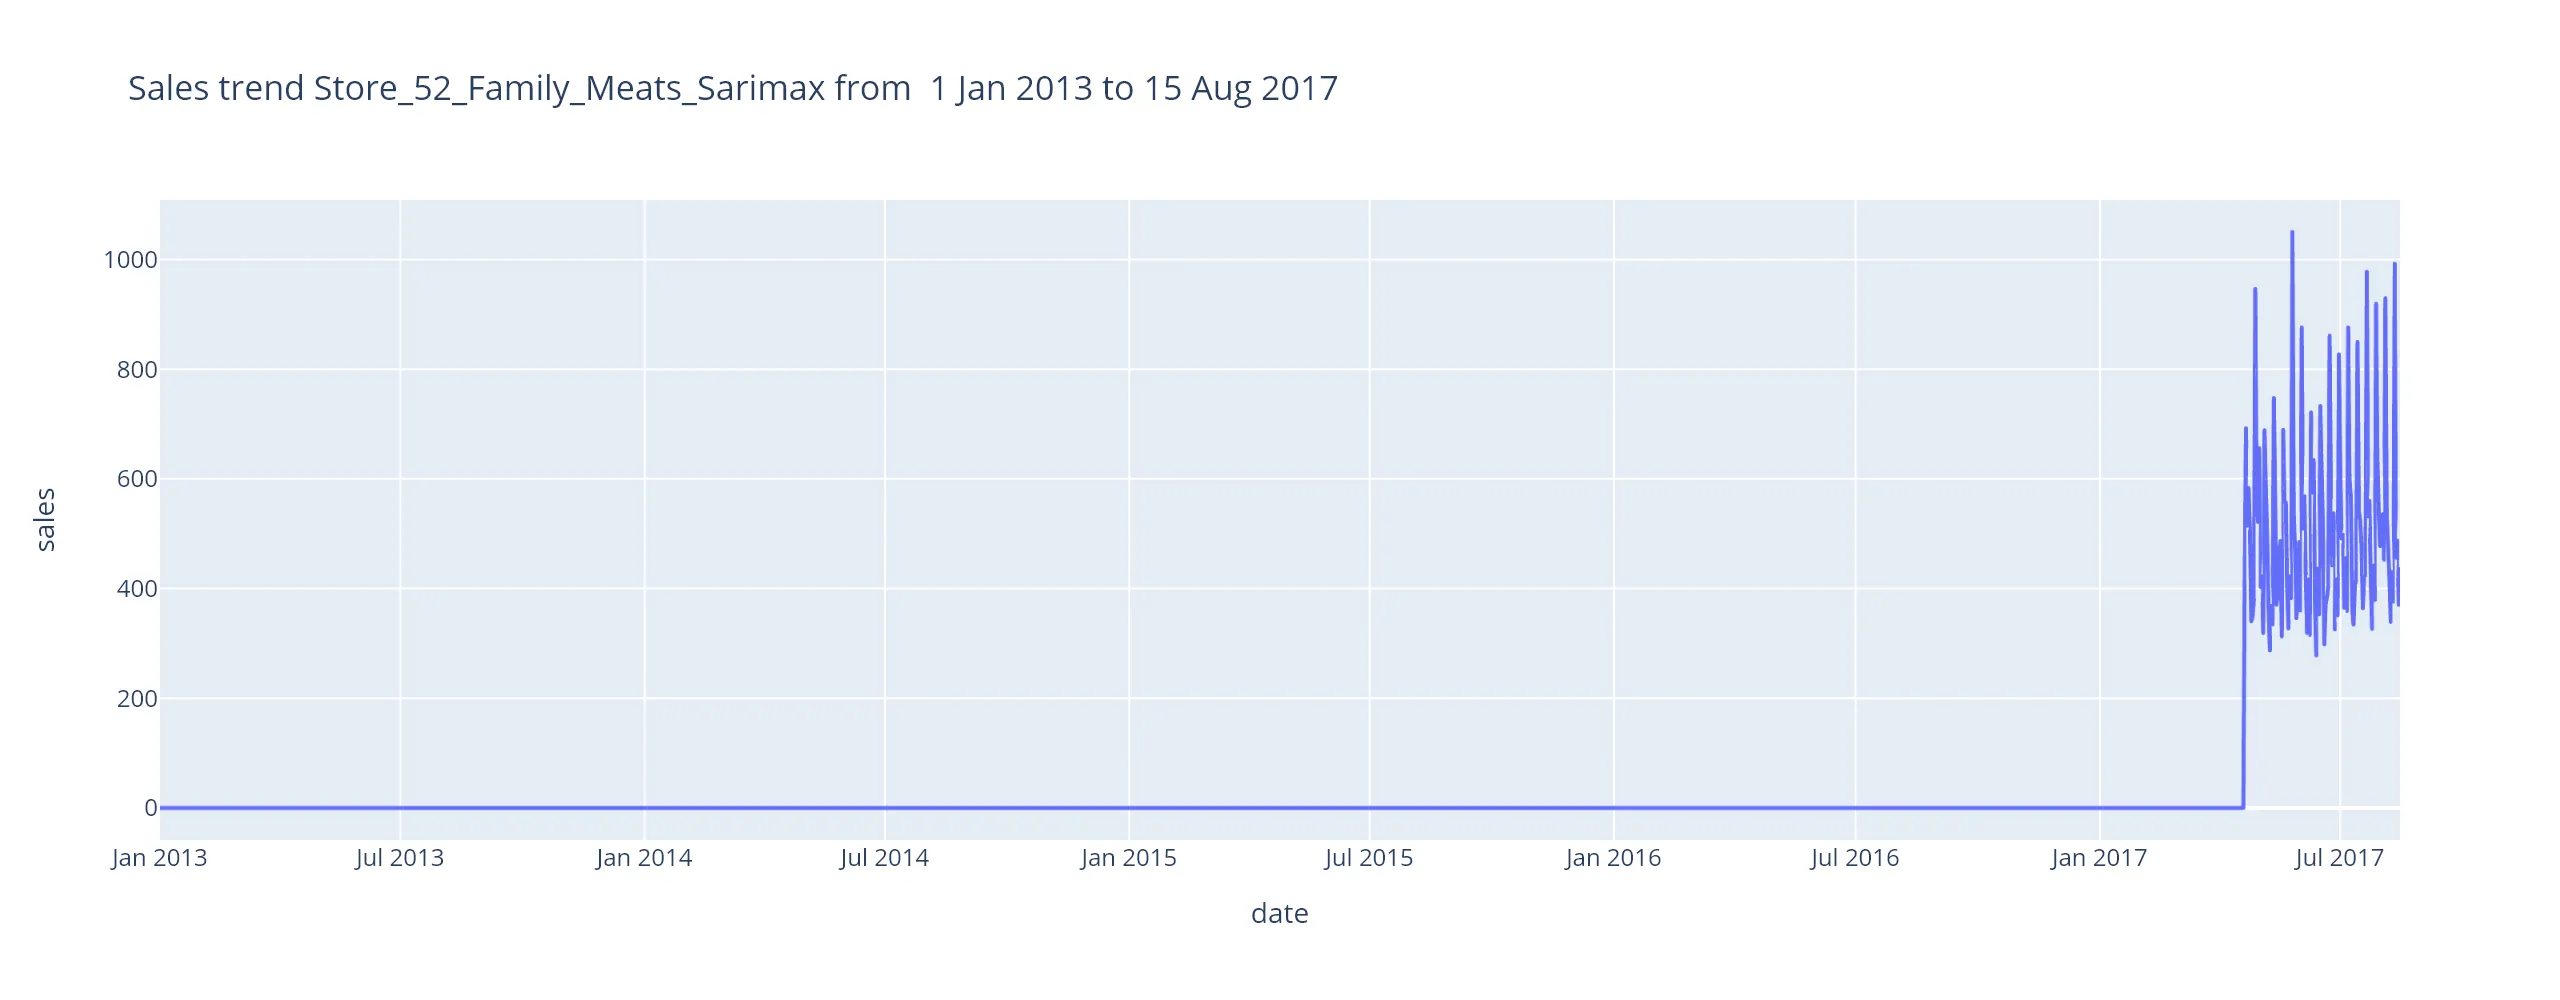 Sales trend Store_52_Family_Meats_Sarimax from  1 Jan 2013 to 15 Aug 2017
1000
800
600
400
200
0
sales
Jan 2013 Jul 2013 Jan 2014 Jul 2014 Jan 2015 Jul 2015 Jan 2016 Jul 2016 Jan 2017 Jul 2017
date